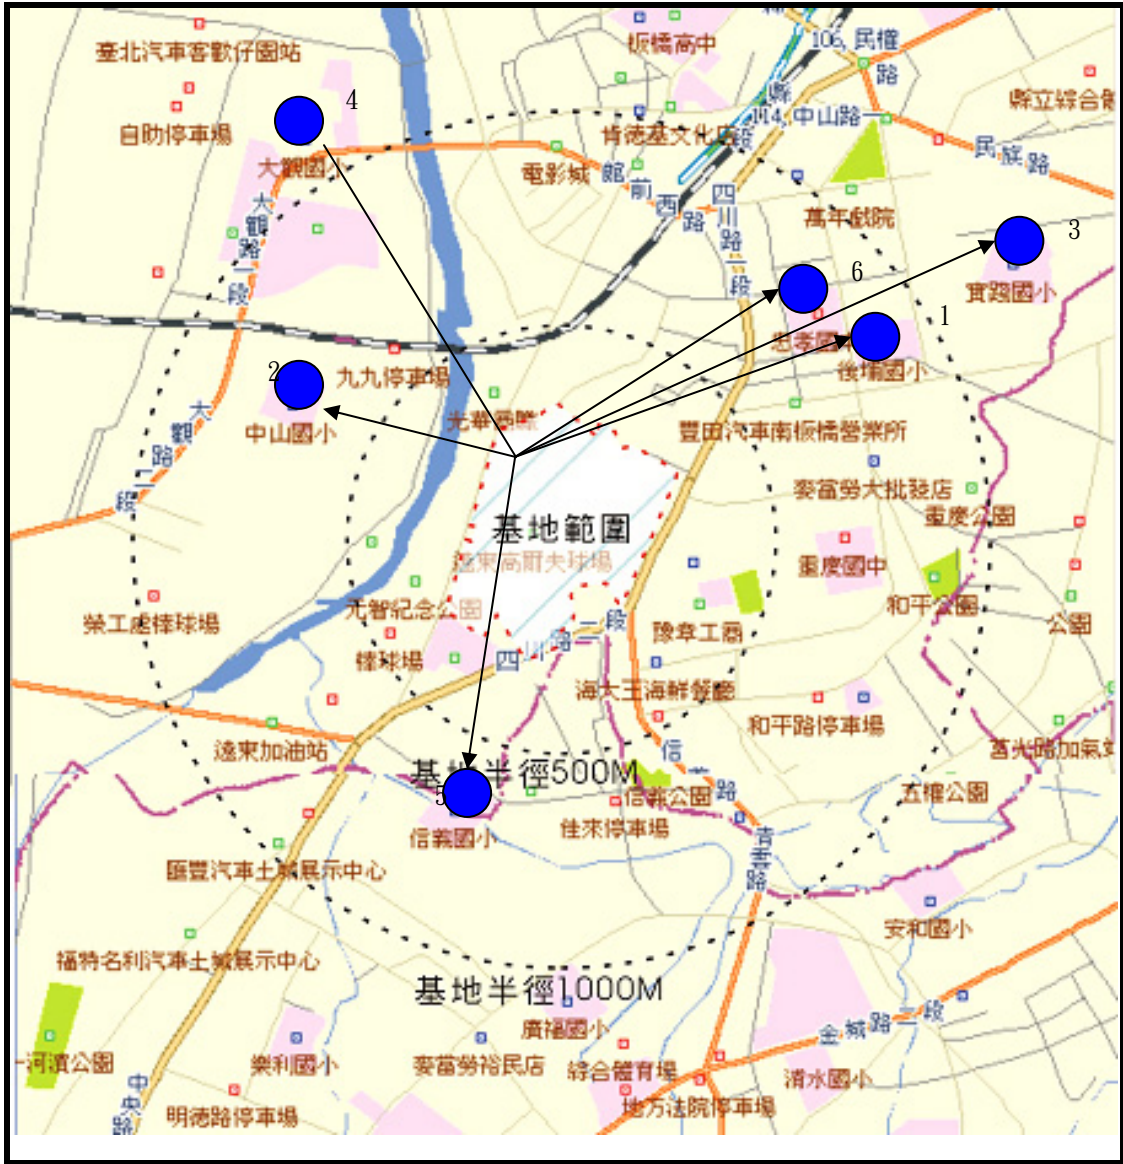 板橋高中
106, 民權路
臺北汽車客歡仔園站
縣立綜合體
4
自助停車場
縣114, 中山路一段
肯德基文化店
民族路
大觀國小
電影城
館前西路
四川路一段
萬年戲院
大觀路一段
3
6
實踐國小
1
忠孝國中
後埔國小
2
九九停車場
光華商職
中山國小
大觀路二段
豐田汽車南板橋營業所
麥當勞大批發店
重慶公園
基地範圍
遠東高爾夫球場
重慶國中
和平公園
榮工處棒球場
元智紀念公園
豫章工商
公園
四川路二段
棒球場
海大王海鮮餐廳
和平路停車場
遠東加油站
莒光路加氣站
信義路
基地半徑500M
5
信義公園
五權公園
信義國小
佳來停車場
青雲路
匯豐汽車土城展示中心
安和國小
福特名利汽車土城展示中心
基地半徑1000M
廣福國小
金城路二段
河濱公園
樂利國小
麥當勞裕民店
綜合體育場
清水國小
中央路
明德路停車場
地方法院停車場